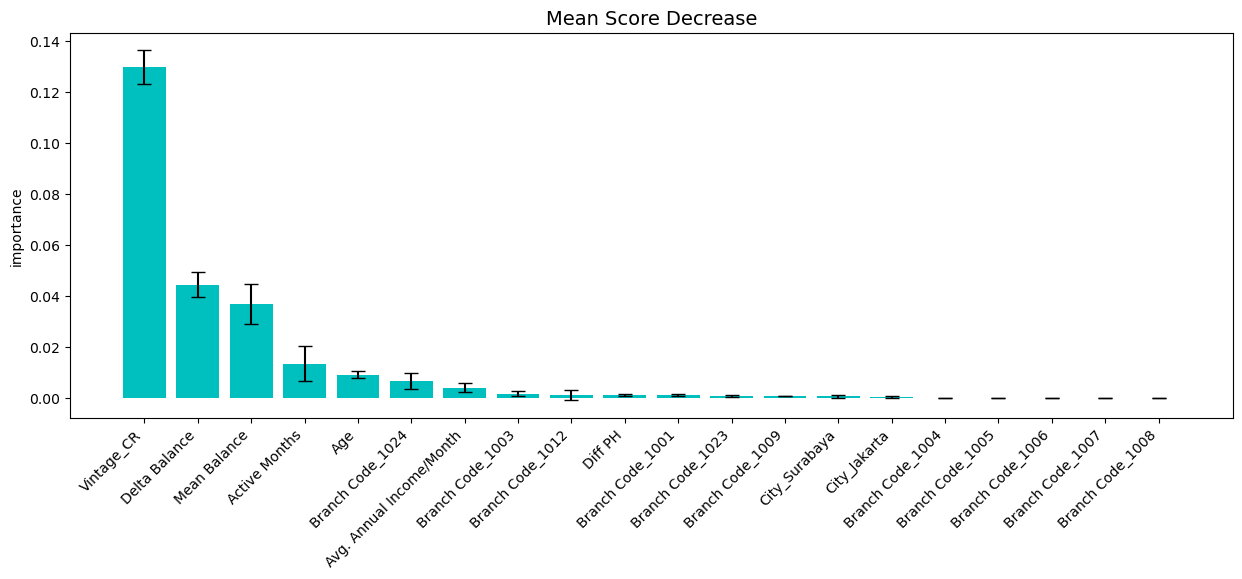 Mean Score Decrease
importance
0.14
0.12
0.10
0.08
0.06
0.04
0.02
0.00
Vintage_CR
Delta Balance
Mean Balance
Active Months
Age
Branch Code_1024
Avg. Annual Income/Month
Branch Code_1003
Branch Code_1012
Diff PH
Branch Code_1001
Branch Code_1023
Branch Code_1009
City_Surabaya
City_Jakarta
Branch Code_1004
Branch Code_1005
Branch Code_1006
Branch Code_1007
Branch Code_1008